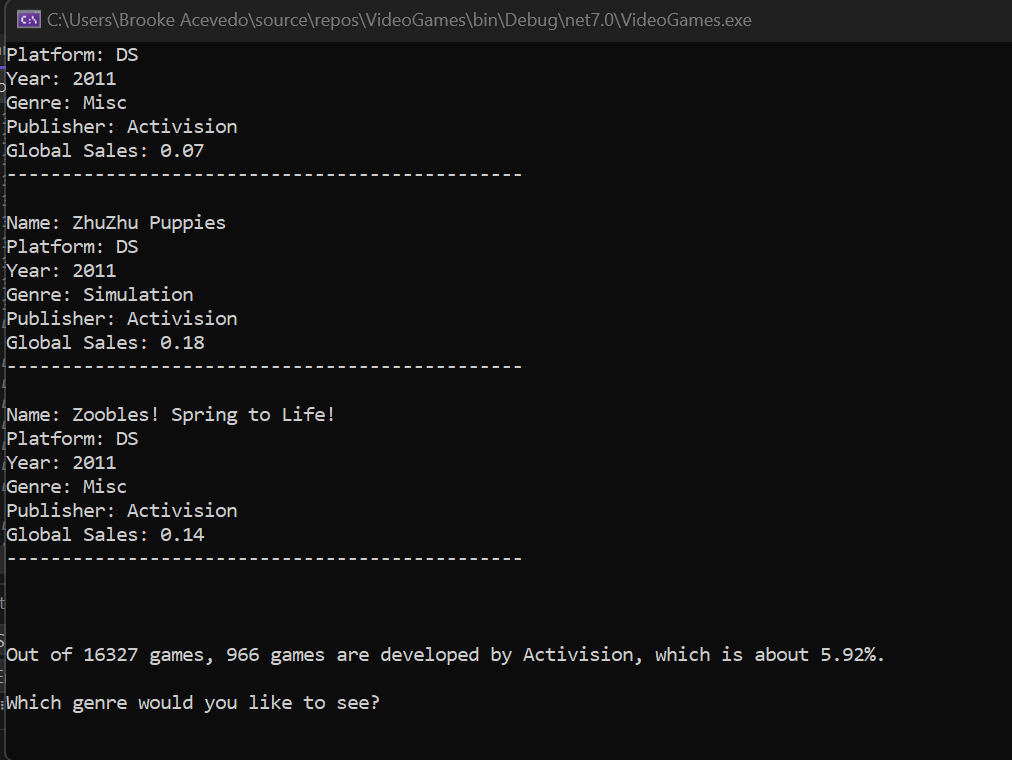 C:\Users\Brooke Acevedo\source\repos\VideoGames\bin\Debug\net7.0\VideoGames.exe
Platform: DS
Year: 2011
Genre: Misc
Publisher: Activision
Global Sales: 0.07
-----------------------------------------------
Name: ZhuZhu Puppies
Platform: DS
Year: 2011
Genre: Simulation
Publisher: Activision
Global Sales: 0.18
-----------------------------------------------
Name: Zoobles! Spring to Life!
Platform: DS
Year: 2011
Genre: Misc
Publisher: Activision
Global Sales: 0.14
-----------------------------------------------
Out of 16327 games, 966 games are developed by Activision, which is about 5.92%.
Which genre would you like to see?